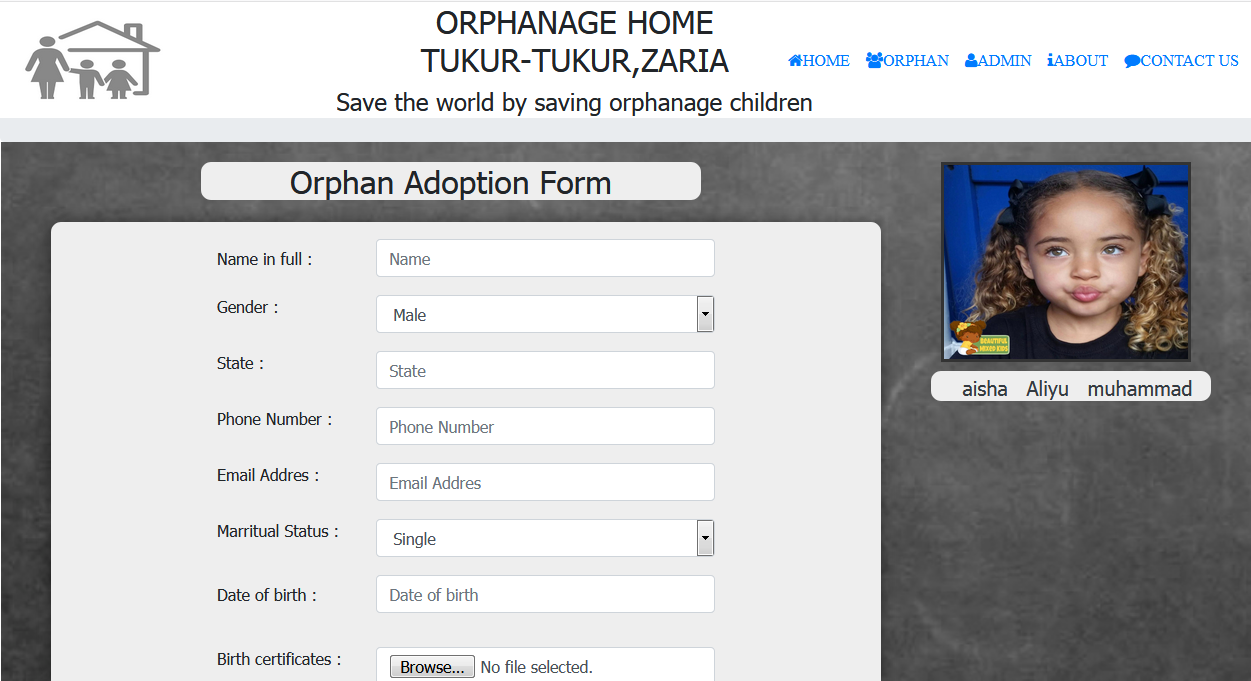 ORPHANAGE HOME
TUKUR-TUKUR,ZARIA
Save the world by saving orphanage children
HOME ORPHAN ADMIN ABOUT CONTACT US
Orphan Adoption Form
Name in full : Name
Gender : Male
State : State
Phone Number : Phone Number
Email Addres : Email Addres
Marritual Status : Single
Date of birth : Date of birth
Birth certificates : Browse... No file selected.
BEAUTIFUL
MIXED KIDS
aisha Aliyu muhammad